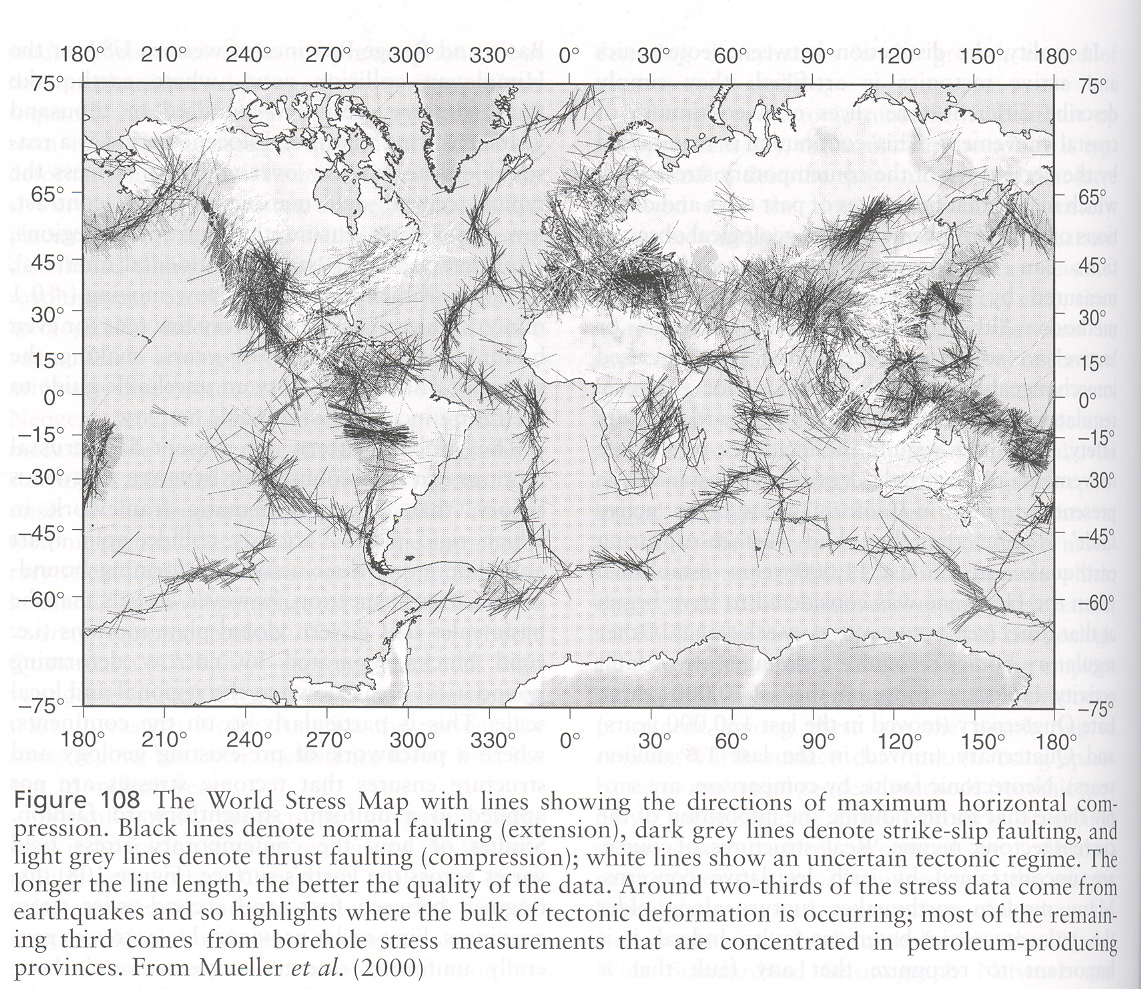 180° 210° 240° 270° 300° 330° 0° 30° 60° 90° 120° 150° 180°
75° 75°
65° 65°
45° 45°
30° 30°
15° 15°
0° 0°
−15° −15°
−30° −30°
−45° −45°
−60° −60°
−75° −75°
180° 210° 240° 270° 300° 330° 0° 30° 60° 90° 120° 150° 180°
Figure 108 The World Stress Map with lines showing the directions of maximum horizontal com-
pression. Black lines denote normal faulting (extension), dark grey lines denote strike-slip faulting, and
light grey lines denote thrust faulting (compression); white lines show an uncertain tectonic regime. The
longer the line length, the better the quality of the data. Around two-thirds of the stress data come from
earthquakes and so highlights where the bulk of tectonic deformation is occurring; most of the remain-
ing third comes from borehole stress measurements that are concentrated in petroleum-producing
provinces. From Mueller et al. (2000)